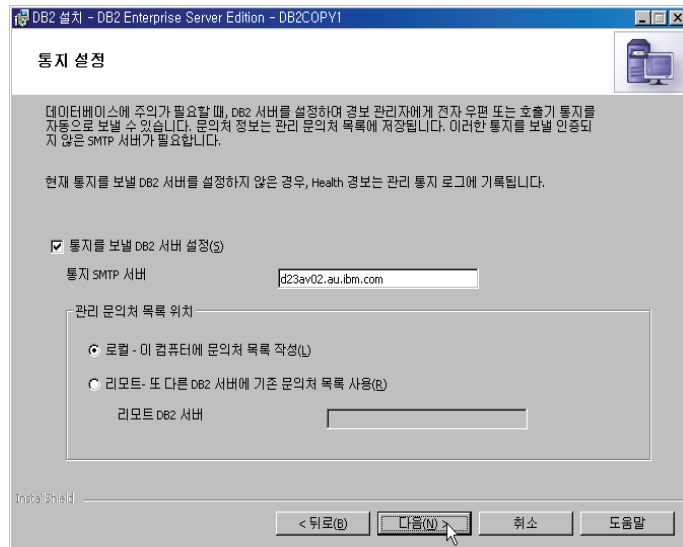 DB2 설치 - DB2 Enterprise Server Edition - DB2COPY1
통지 설정
데이터베이스에 주의가 필요할 때, DB2 서버를 설정하여 경보 관리자에게 전자 우편 또는 호출기 통지를
자동으로 보낼 수 있습니다. 문의처 정보는 관리 문의처 목록에 저장됩니다. 이러한 통지를 보낼 인증되
지 않은 SMTP 서버가 필요합니다.
현재 통지를 보낼 DB2 서버를 설정하지 않은 경우, Health 경보는 관리 통지 로그에 기록됩니다.
통지를 보낼 DB2 서버 설정(S)
통지 SMTP 서버
d23av02.au.ibm.com
관리 문의처 목록 위치
로컬 - 이 컴퓨터에 문의처 목록 작성(L)
리모트- 또 다른 DB2 서버에 기존 문의처 목록 사용(R)
리모트 DB2 서버
InstallShield
< 뒤로(B)
다음(N) >
취소
도움말